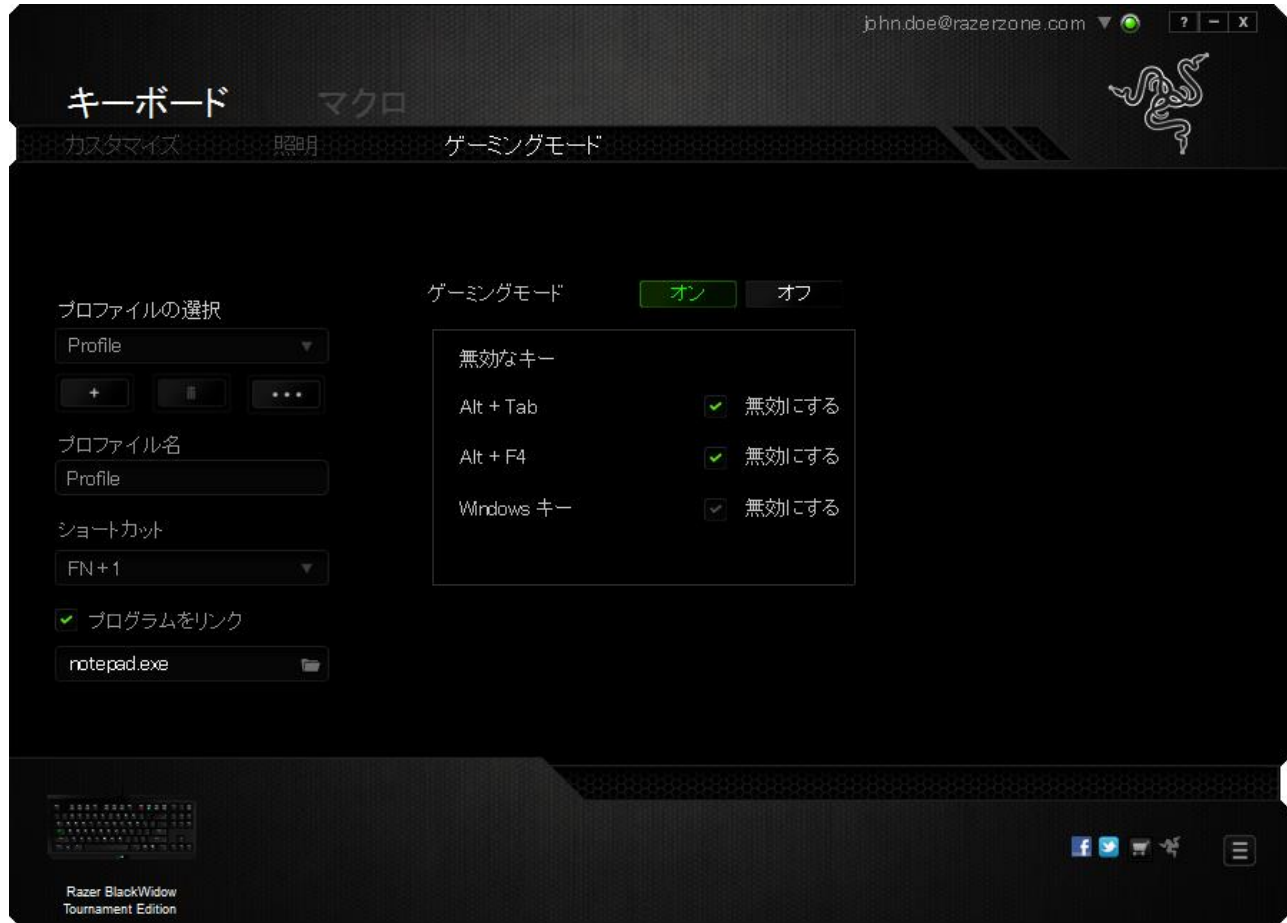 john.doe@razerzone.com
? − X
キーボード マクロ
カスタマイズ 照明 ゲーミングモード
プロファイルの選択
Profile
+
プロファイル名
Profile
ショートカット
FN + 1
プログラムをリンク
notepad.exe
ゲーミングモード オン オフ
無効なキー
Alt + Tab 無効にする
Alt + F4 無効にする
Windows キー 無効にする
Razer BlackWidow
Tournament Edition